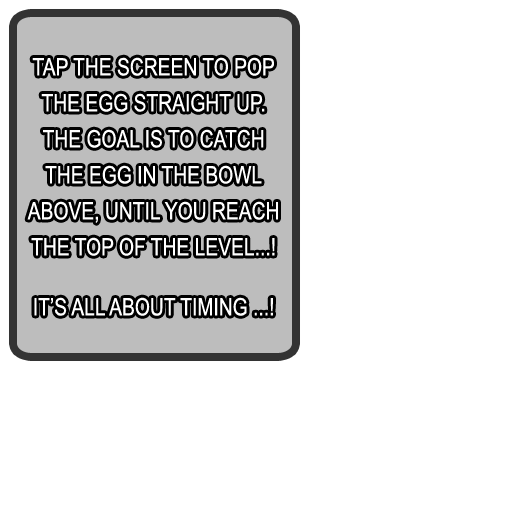 TAP THE SCREEN TO POP
THE EGG STRAIGHT UP.
THE GOAL IS TO CATCH
THE EGG IN THE BOWL
ABOVE, UNTIL YOU REACH
THE TOP OF THE LEVEL...!
IT'S ALL ABOUT TIMING ...!